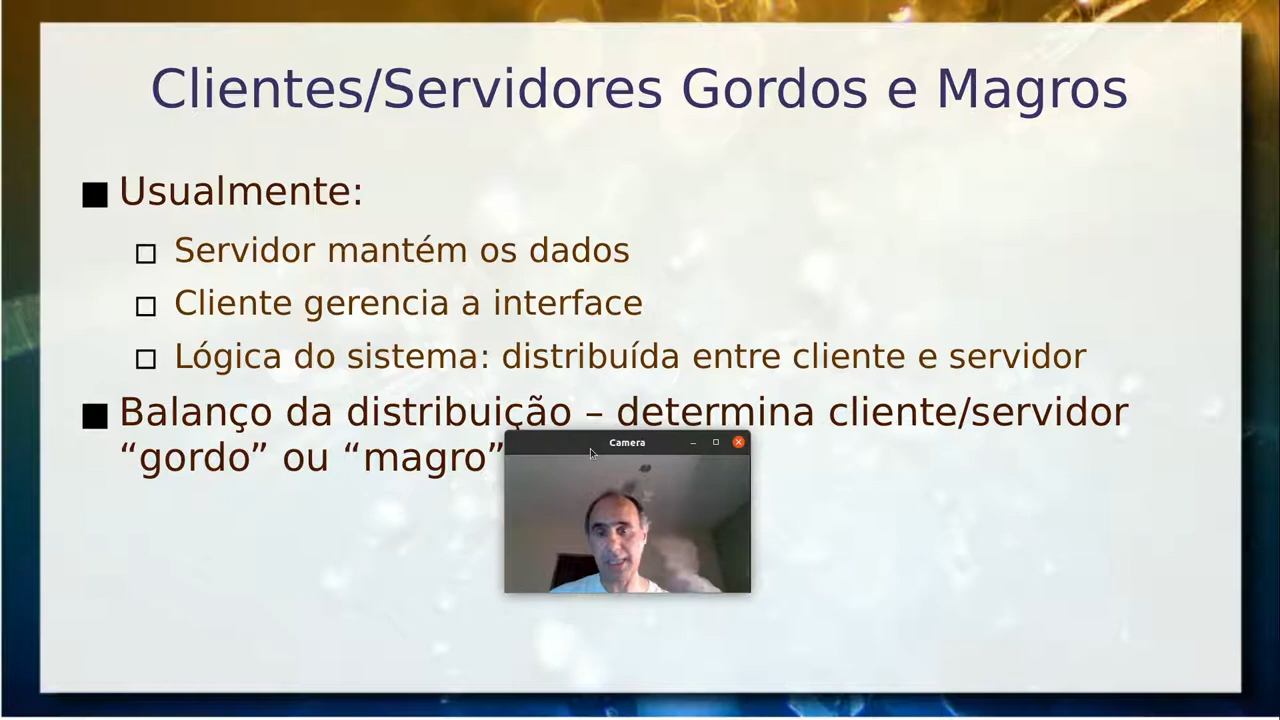 Clientes/Servidores Gordos e Magros
Usualmente:
Servidor mantém os dados
Cliente gerencia a interface
Lógica do sistema: distribuída entre cliente e servidor
Balanço da distribuição – determina cliente/servidor
“gordo” ou “magro”
Camera